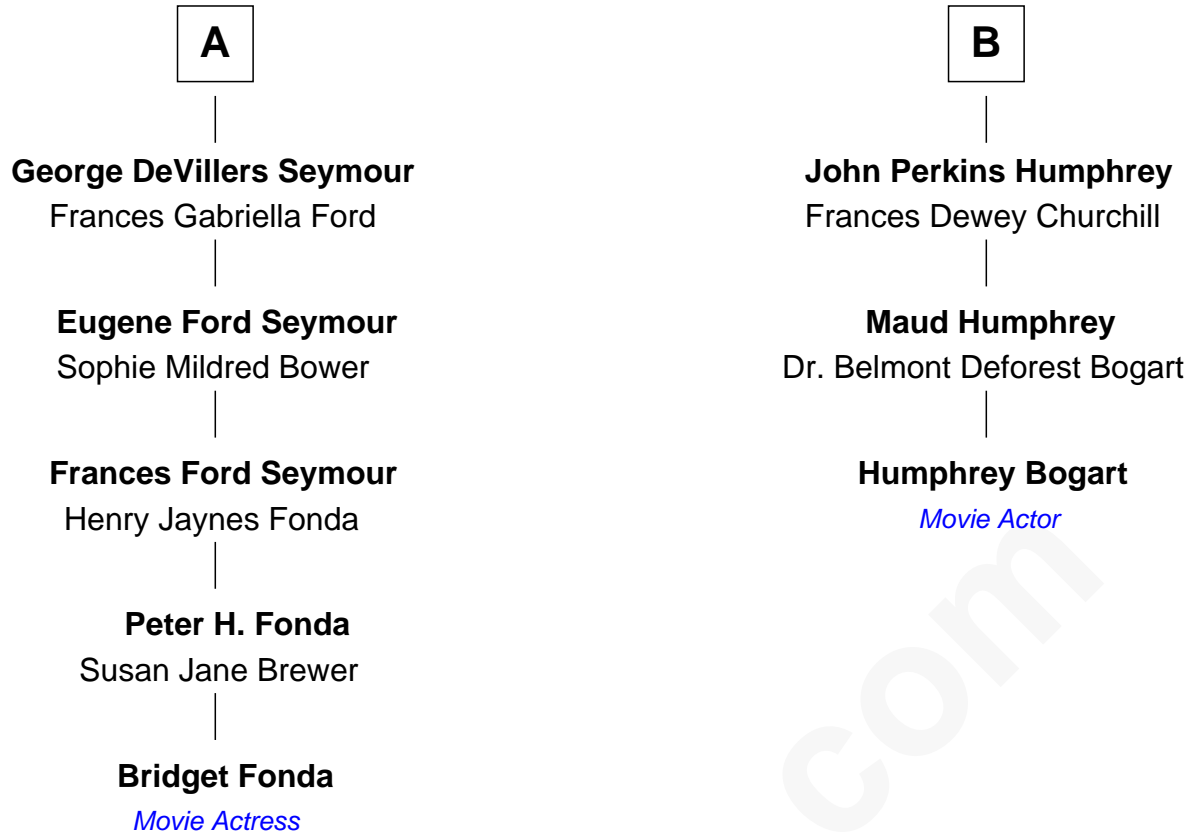 A
George DeVillers Seymour
Frances Gabriella Ford
Eugene Ford Seymour
Sophie Mildred Bower
Frances Ford Seymour
Henry Jaynes Fonda
Peter H. Fonda
Susan Jane Brewer
Bridget Fonda
Movie Actress
B
John Perkins Humphrey
Frances Dewey Churchill
Maud Humphrey
Dr. Belmont Deforest Bogart
Humphrey Bogart
Movie Actor
com